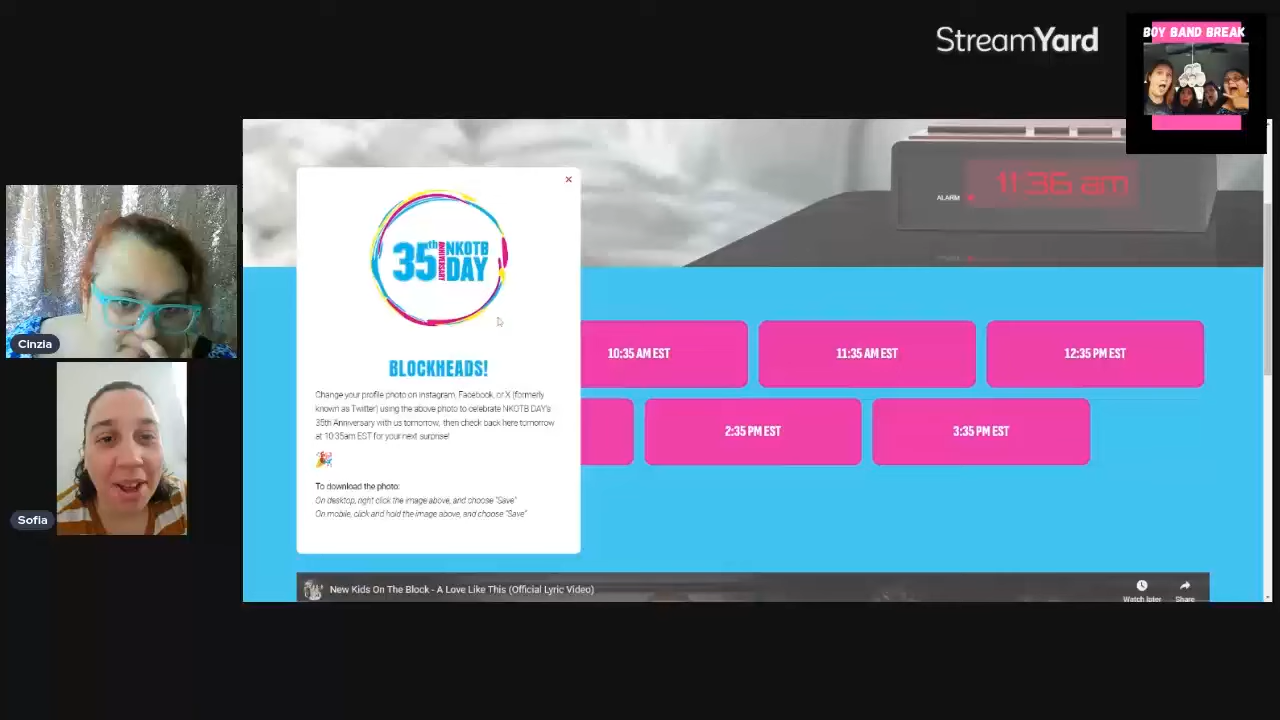 StreamYard
BOY BAND BREAK
11:36 am
ALARM
×
35th
ANNIVERSARY
NKOTB
DAY
BLOCKHEADS!
Change your profile photo on Instagram, Facebook, or X (formerly
known as Twitter) using the above photo to celebrate NKOTB DAY's
35th Anniversary with us tomorrow, then check back here tomorrow
at 10:35am EST for your next surprise!
To download the photo:
On desktop, right click the image above, and choose "Save"
On mobile, click and hold the image above, and choose "Save"
10:35 AM EST
11:35 AM EST
12:35 PM EST
2:35 PM EST
3:35 PM EST
New Kids On The Block - A Love Like This (Official Lyric Video)
Watch later
Share
Cinzia
Sofia